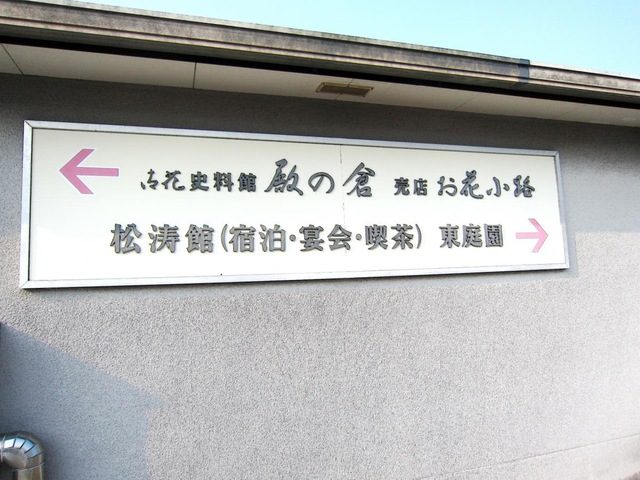 ← 御花史料館 殿の倉 売店 お花小路
松涛館(宿泊・宴会・喫茶) 東庭園 →